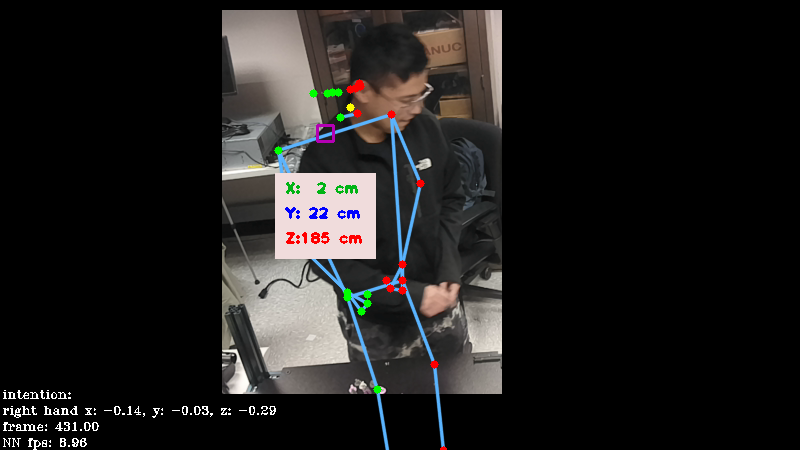 ANUC
X: 2 cm
Y: 22 cm
Z:185 cm
intention:
right hand x: −0.14, y: −0.03, z: −0.29
frame: 431.00
NN fps: 8.96